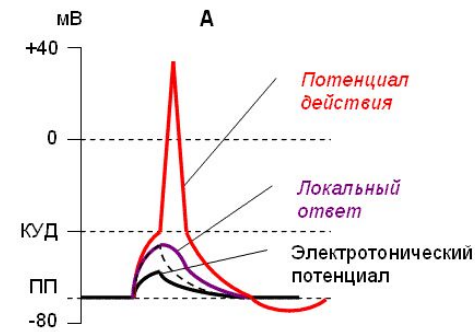 мВ
А
+40
Потенциал
действия
0
Локальный
ответ
КУД
Электротонический
потенциал
ПП
-80